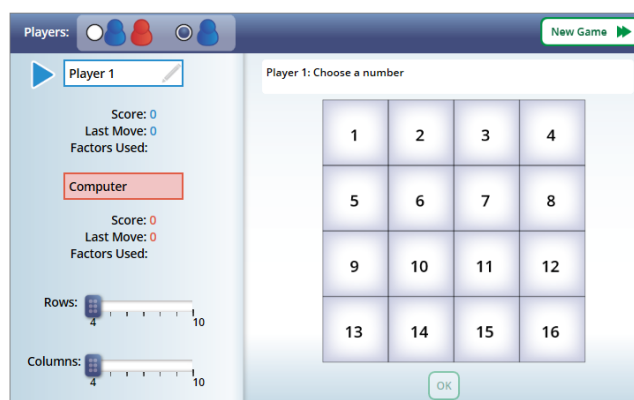 Players:
New Game
Player 1
Score: 0
Last Move: 0
Factors Used:
Computer
Score: 0
Last Move: 0
Factors Used:
Rows:
4 10
Columns:
4 10
Player 1: Choose a number
1 2 3 4
5 6 7 8
9 10 11 12
13 14 15 16
OK